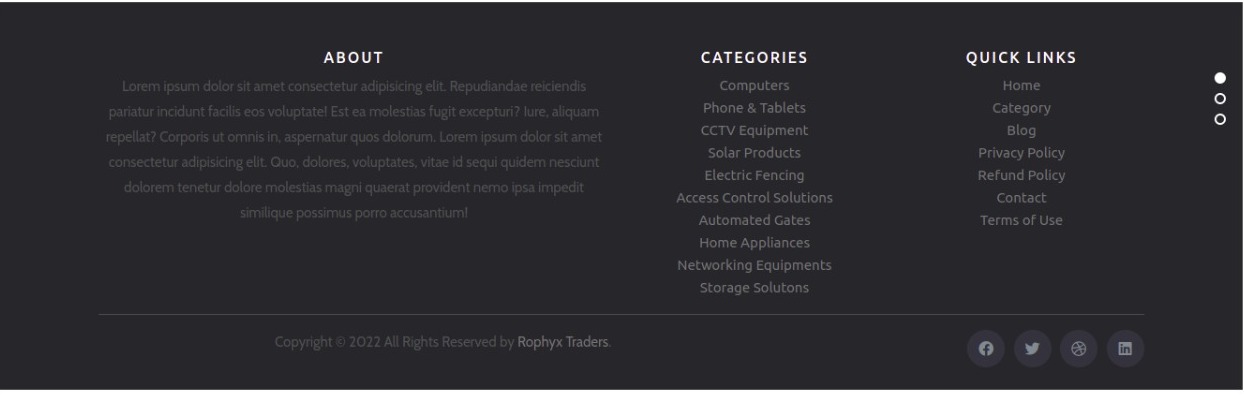 ABOUT
Lorem ipsum dolor sit amet consectetur adipisicing elit. Repudiandae reiciendis
pariatur incidunt facilis eos voluptate! Est ea molestias fugit excepturi? Iure, aliquam
repellat? Corporis ut omnis in, aspernatur quos dolorum. Lorem ipsum dolor sit amet
consectetur adipisicing elit. Quo, dolores, voluptates, vitae id sequi quidem nesciunt
dolorem tenetur dolore molestias magni quaerat provident nemo ipsa impedit
similique possimus porro accusantium!
CATEGORIES
Computers
Phone & Tablets
CCTV Equipment
Solar Products
Electric Fencing
Access Control Solutions
Automated Gates
Home Appliances
Networking Equipments
Storage Solutons
QUICK LINKS
Home
Category
Blog
Privacy Policy
Refund Policy
Contact
Terms of Use
Copyright © 2022 All Rights Reserved by Rophyx Traders.